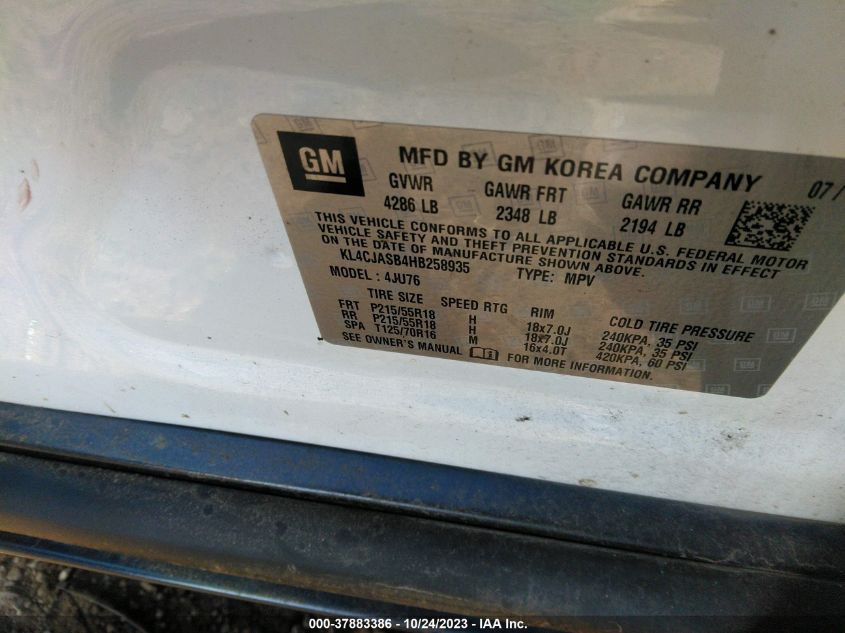 GM
MFD BY GM KOREA COMPANY 07/
GVWR GAWR FRT GAWR RR
4286 LB 2348 LB 2194 LB
THIS VEHICLE CONFORMS TO ALL APPLICABLE U.S. FEDERAL MOTOR
VEHICLE SAFETY AND THEFT PREVENTION STANDARDS IN EFFECT
ON THE DATE OF MANUFACTURE SHOWN ABOVE.
KL4CJASB4HB258935 TYPE: MPV
MODEL: 4JU76
TIRE SIZE SPEED RTG RIM COLD TIRE PRESSURE
FRT P215/55R18 H 18x7.0J 240KPA, 35 PSI
RR P215/55R18 H 18x7.0J 240KPA, 35 PSI
SPA T125/70R16 M 16x4.0T 420KPA, 60 PSI
SEE OWNER'S MANUAL FOR MORE INFORMATION.
000-37883386 - 10/24/2023 - IAA Inc.